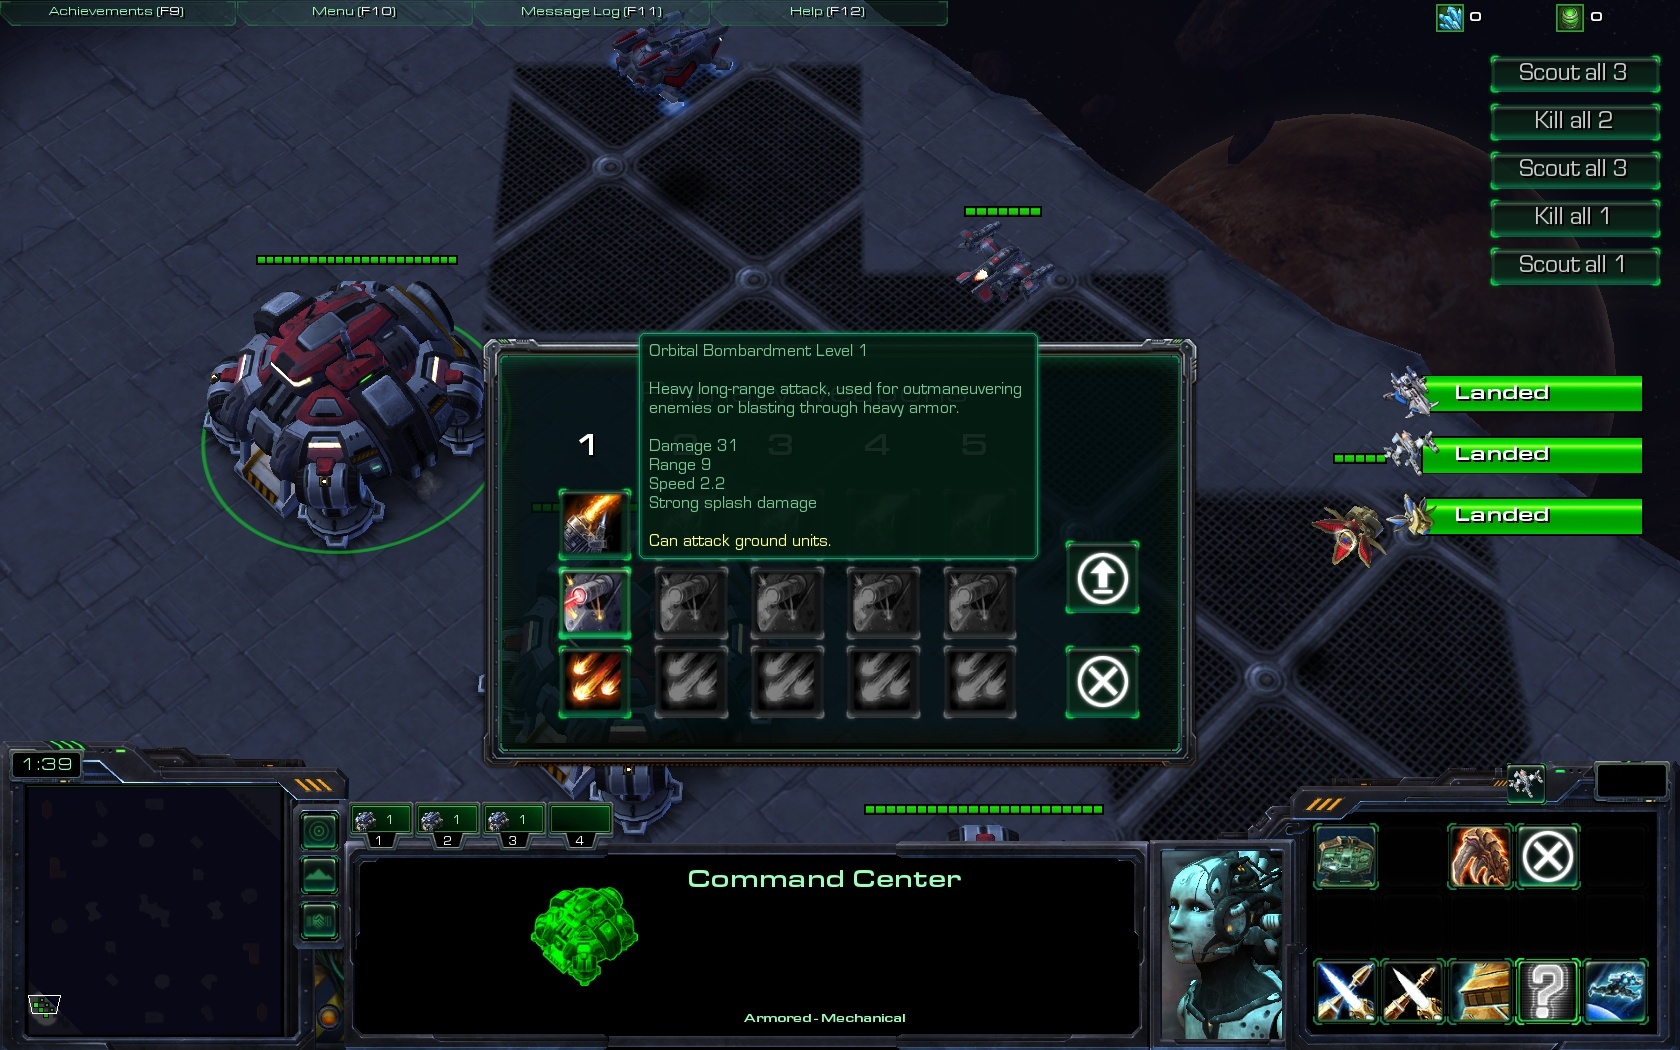 Achievements (F9)
Menu (F10)
Message Log (F11)
Help (F12)
0
0
Scout all 3
Kill all 2
Scout all 3
Kill all 1
Scout all 1
Orbital Bombardment Level 1
Heavy long-range attack, used for outmaneuvering
enemies or blasting through heavy armor.
Damage 31
Range 9
Speed 2.2
Strong splash damage
Can attack ground units.
1
3
4
5
Landed
Landed
Landed
1:39
1
1
1
1
2
3
4
Command Center
Armored - Mechanical